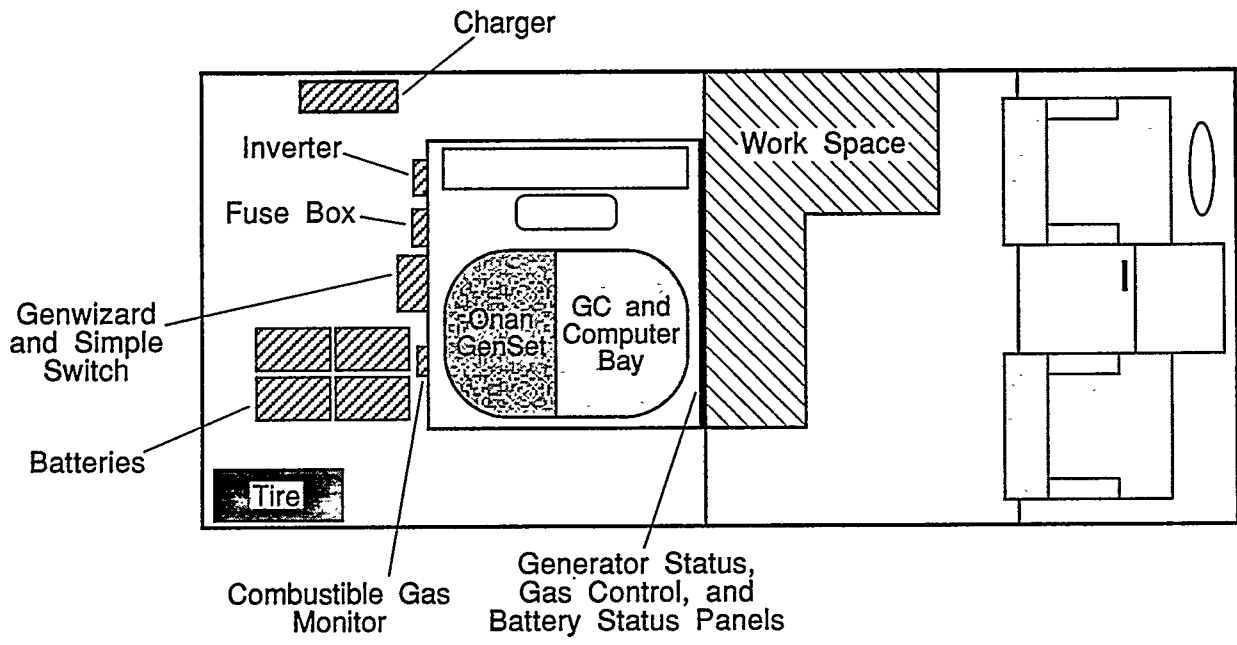 Charger
Inverter
Work Space
Fuse Box
Genwizard
and Simple
Switch
Onan
GenSet
GC and
Computer
Bay
Batteries
Tire
Combustible Gas
Monitor
Generator Status,
Gas Control, and
Battery Status Panels